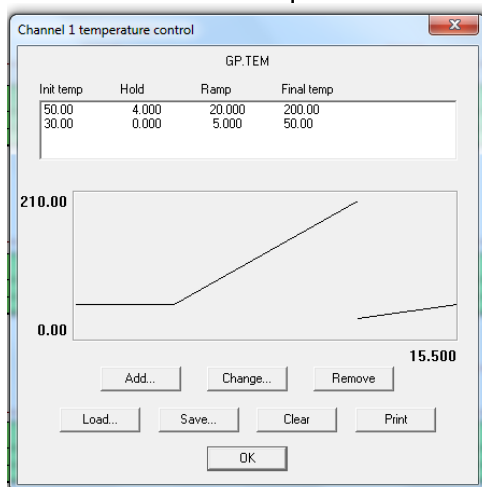 Channel 1 temperature control
GP.TEM
Init temp Hold Ramp Final temp
50.00 4.000 20.000 200.00
30.00 0.000 5.000 50.00
210.00
0.00
15.500
Add... Change... Remove
Load... Save... Clear Print
OK